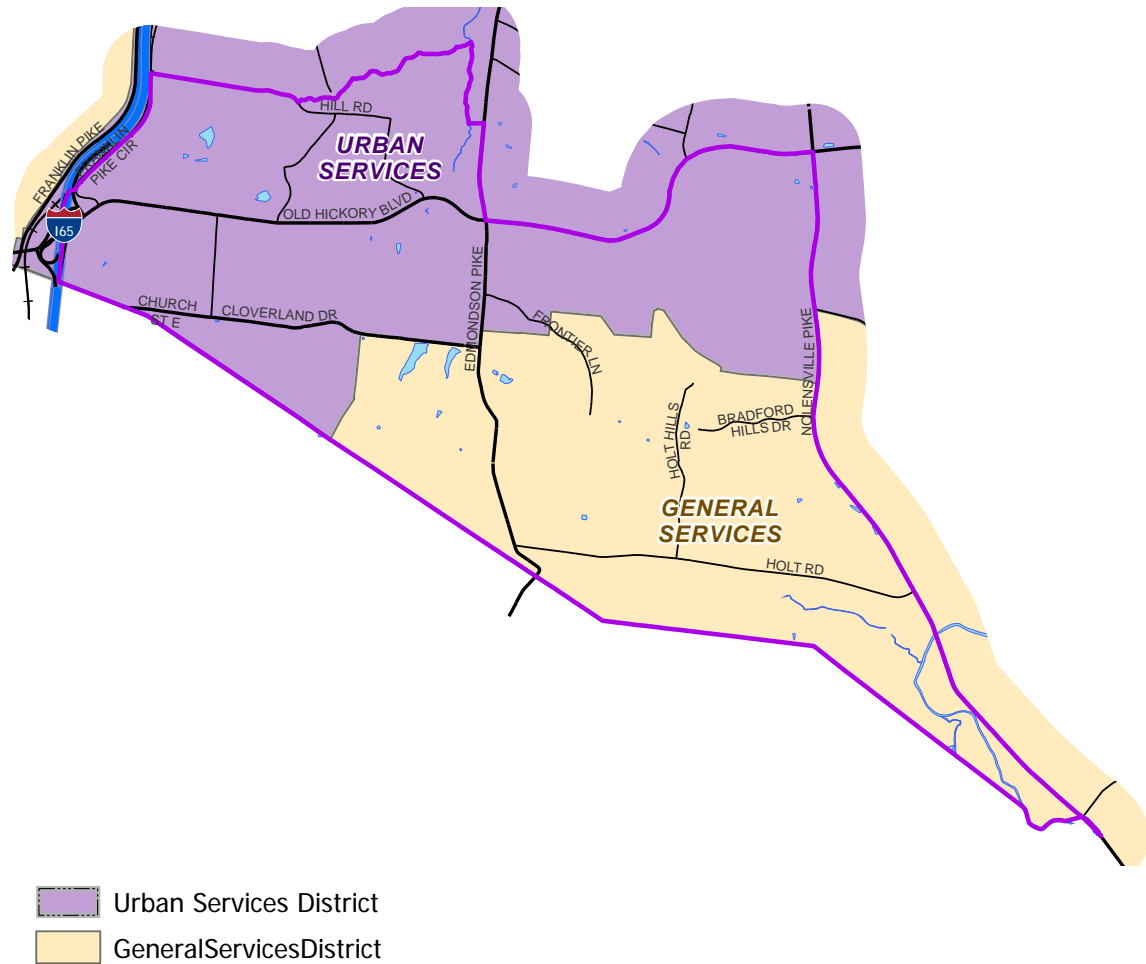 HILL RD
URBAN
SERVICES
FRANKLIN PIKE
FRANKLIN
PIKE CIR
OLD HICKORY BLVD.
I65
CHURCH
ST E
CLOVERLAND DR
EDMONDSON PIKE
FRONTIER LN
NOLENSVILLE PIKE
HOLT HILLS
RD
BRADFORD
HILLS DR
GENERAL
SERVICES
HOLT RD
Urban Services District
GeneralServicesDistrict